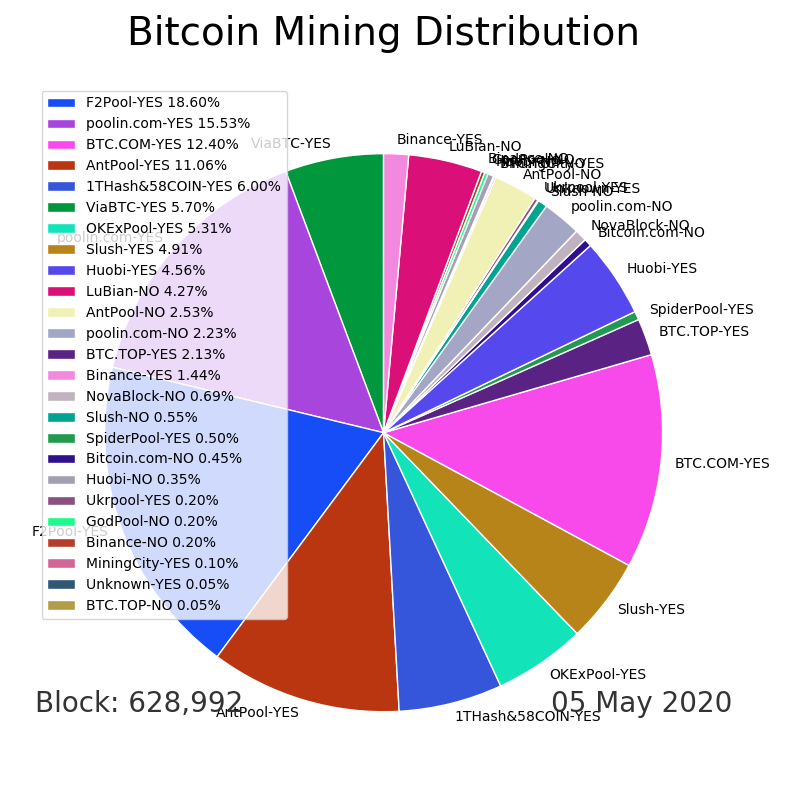 Bitcoin Mining Distribution
F2Pool-YES 18.60%
poolin.com-YES 15.53%
BTC.COM-YES 12.40%
AntPool-YES 11.06%
1THash&58COIN-YES 6.00%
ViaBTC-YES 5.70%
OKExPool-YES 5.31%
Slush-YES 4.91%
Huobi-YES 4.56%
LuBian-NO 4.27%
AntPool-NO 2.53%
poolin.com-NO 2.23%
BTC.TOP-YES 2.13%
Binance-YES 1.44%
NovaBlock-NO 0.69%
Slush-NO 0.55%
SpiderPool-YES 0.50%
Bitcoin.com-NO 0.45%
Huobi-NO 0.35%
Ukrpool-YES 0.20%
GodPool-NO 0.20%
Binance-NO 0.20%
MiningCity-YES 0.10%
Unknown-YES 0.05%
BTC.TOP-NO 0.05%
ViaBTC-YES
poolin.com-YES
F2Pool-YES
AntPool-YES
1THash&58COIN-YES
OKExPool-YES
Slush-YES
BTC.COM-YES
BTC.TOP-YES
SpiderPool-YES
Huobi-YES
Bitcoin.com-NO
NovaBlock-NO
poolin.com-NO
Slush-NO
AntPool-NO
LuBian-NO
Binance-YES
Block: 628,992
05 May 2020